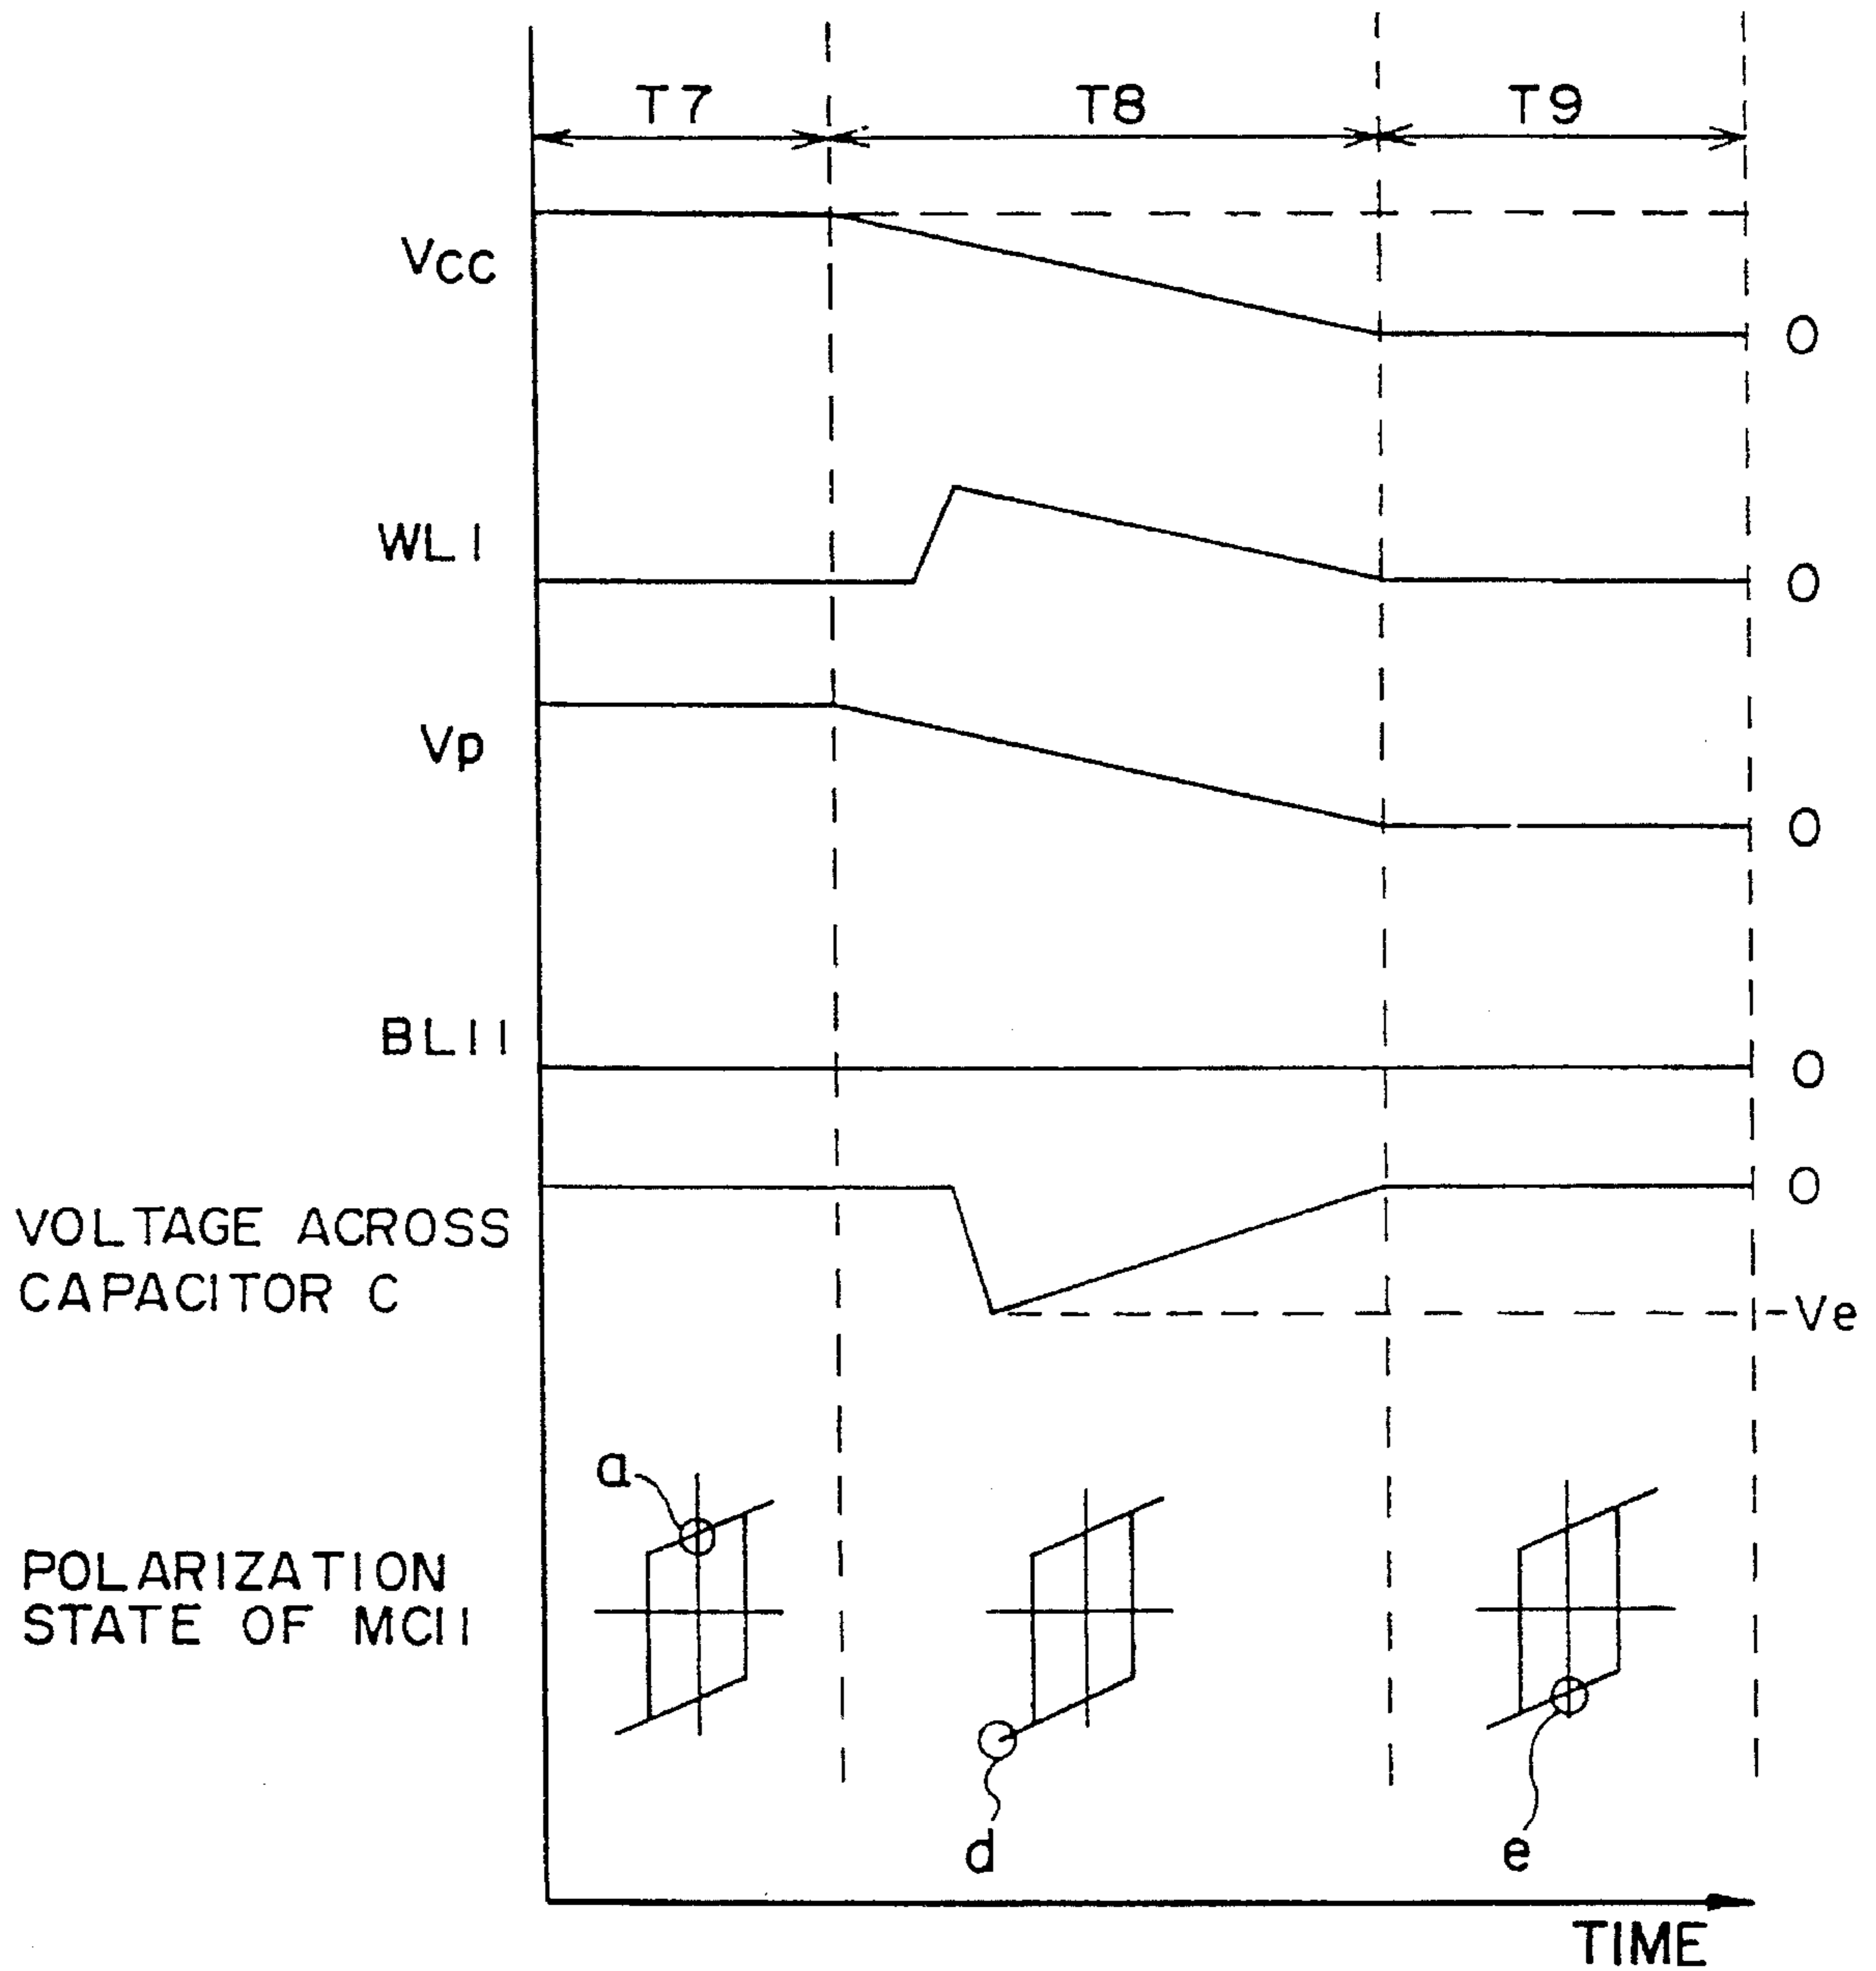 T7 T8 T9
VCC
0
WL1
0
Vp
0
BL11
0
0
VOLTAGE ACROSS
CAPACITOR C
-Ve
a
POLARIZATION
STATE OF MC11
d
e
TIME